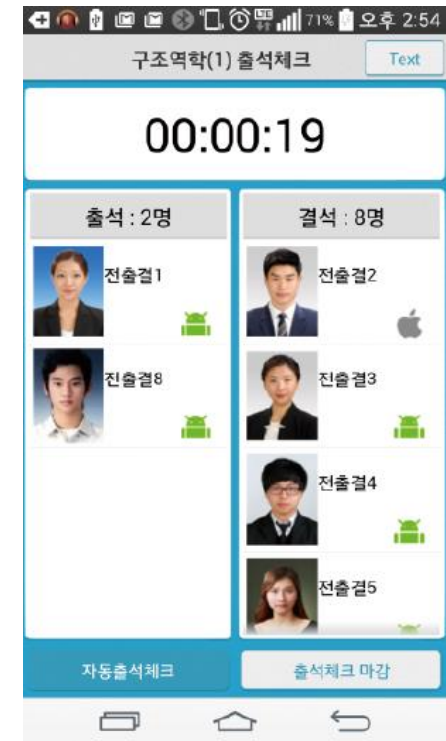 71% 오후 2:54
구조역학(1) 출석체크
Text
00:00:19
출석 : 2명
결석 : 8명
전출결1
전출결8
전출결2
전출결3
전출결4
전출결5
자동출석체크
출석체크 마감